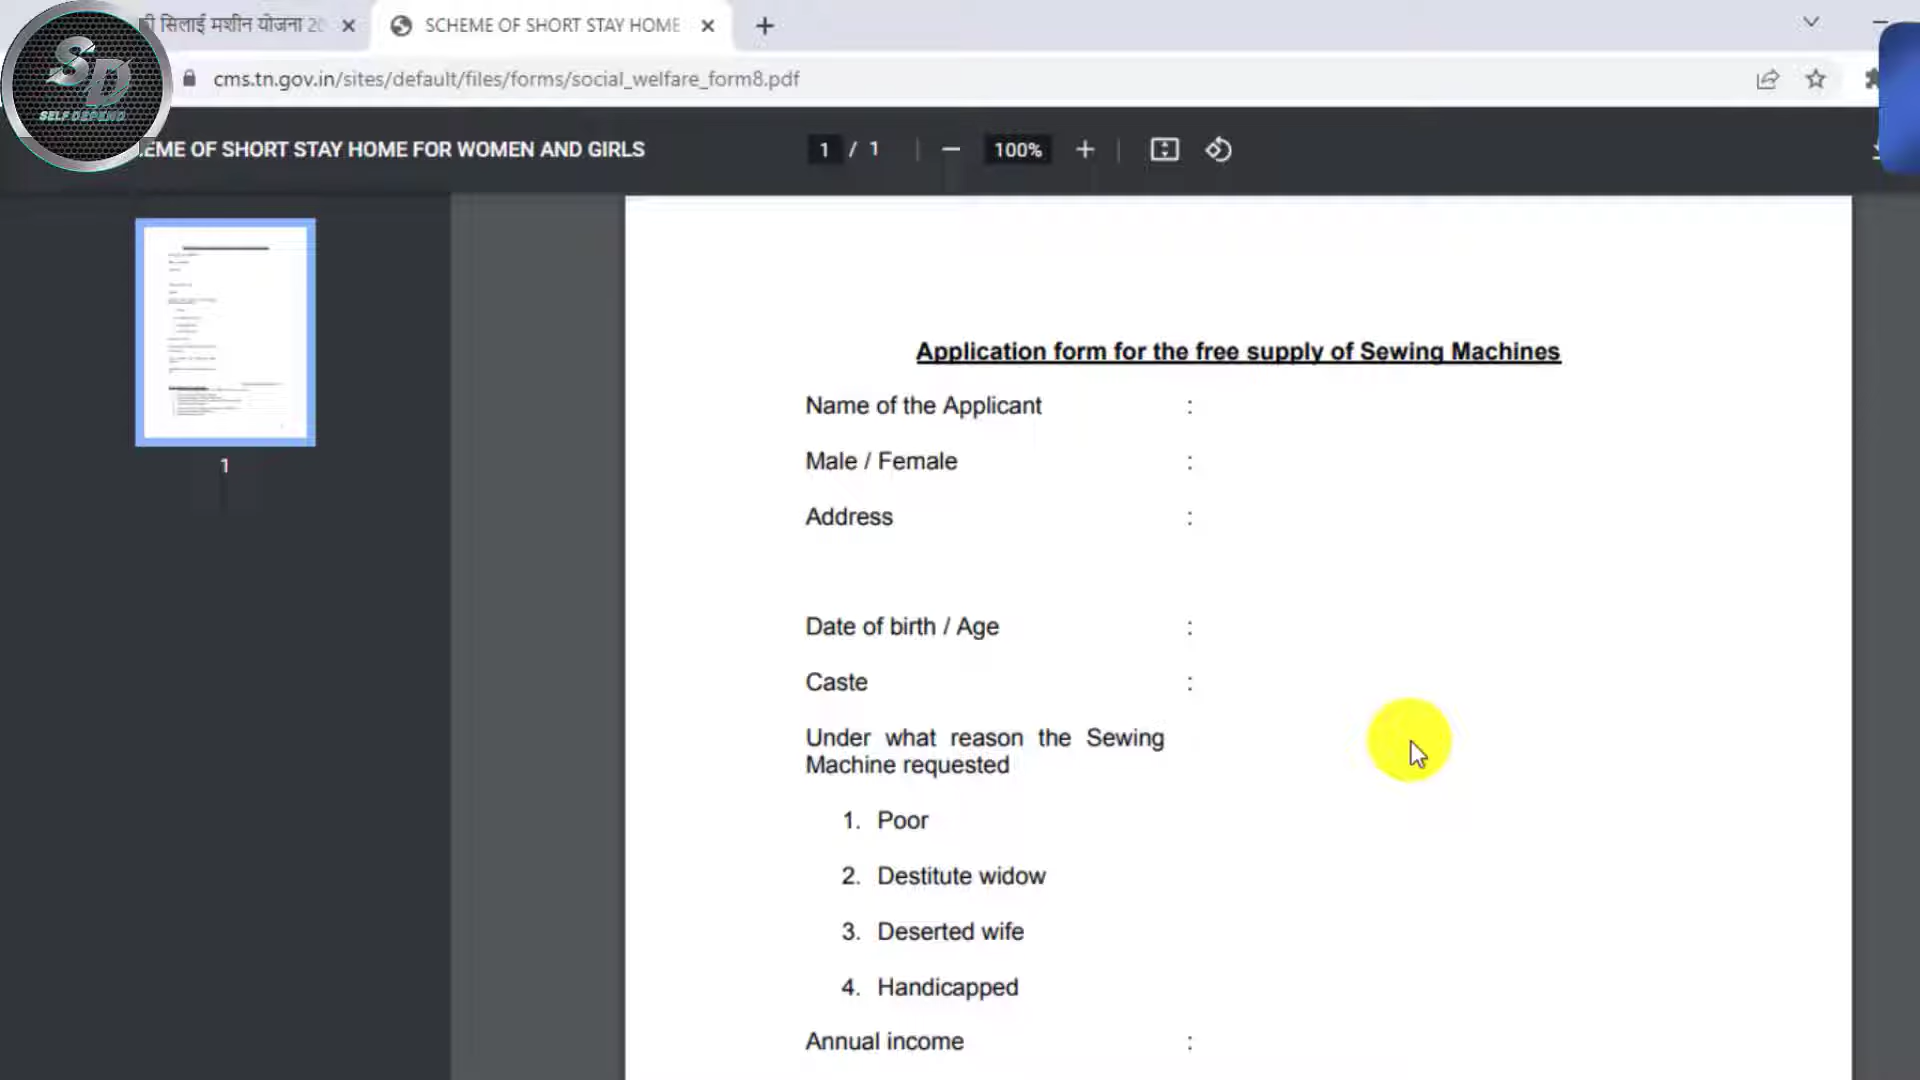 सिलाई मशीन योजना 20
SCHEME OF SHORT STAY HOME
cms.tn.gov.in/sites/default/files/forms/social_welfare_form8.pdf
SD
SELF DEPEND
EME OF SHORT STAY HOME FOR WOMEN AND GIRLS
1 / 1
100%
1
Application form for the free supply of Sewing Machines
Name of the Applicant :
Male / Female :
Address :
Date of birth / Age :
Caste :
Under what reason the Sewing
Machine requested
1. Poor
2. Destitute widow
3. Deserted wife
4. Handicapped
Annual income :